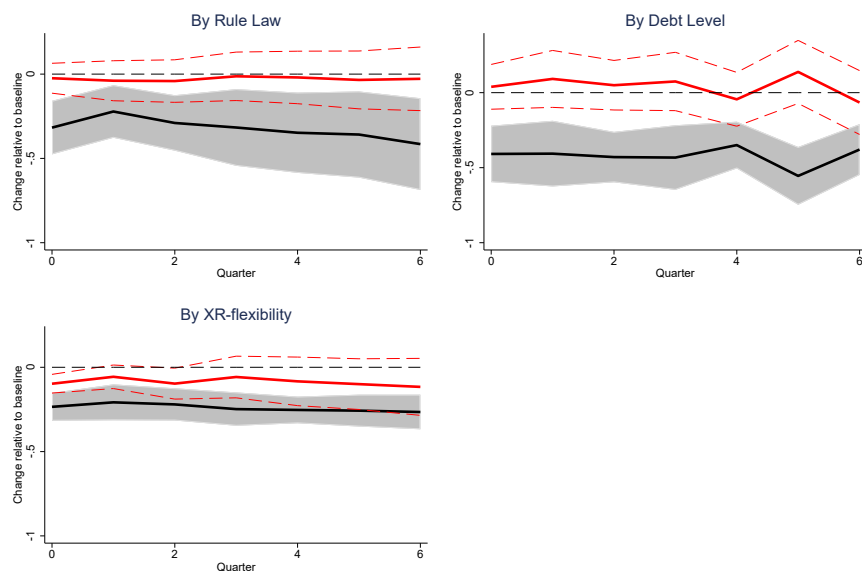 By Rule Law
Change relative to baseline
0
-.5
-1
0
2
4
6
Quarter
By Debt Level
Change relative to baseline
0
-.5
-1
0
2
4
6
Quarter
By XR-flexibility
Change relative to baseline
0
-.5
-1
0
2
4
6
Quarter